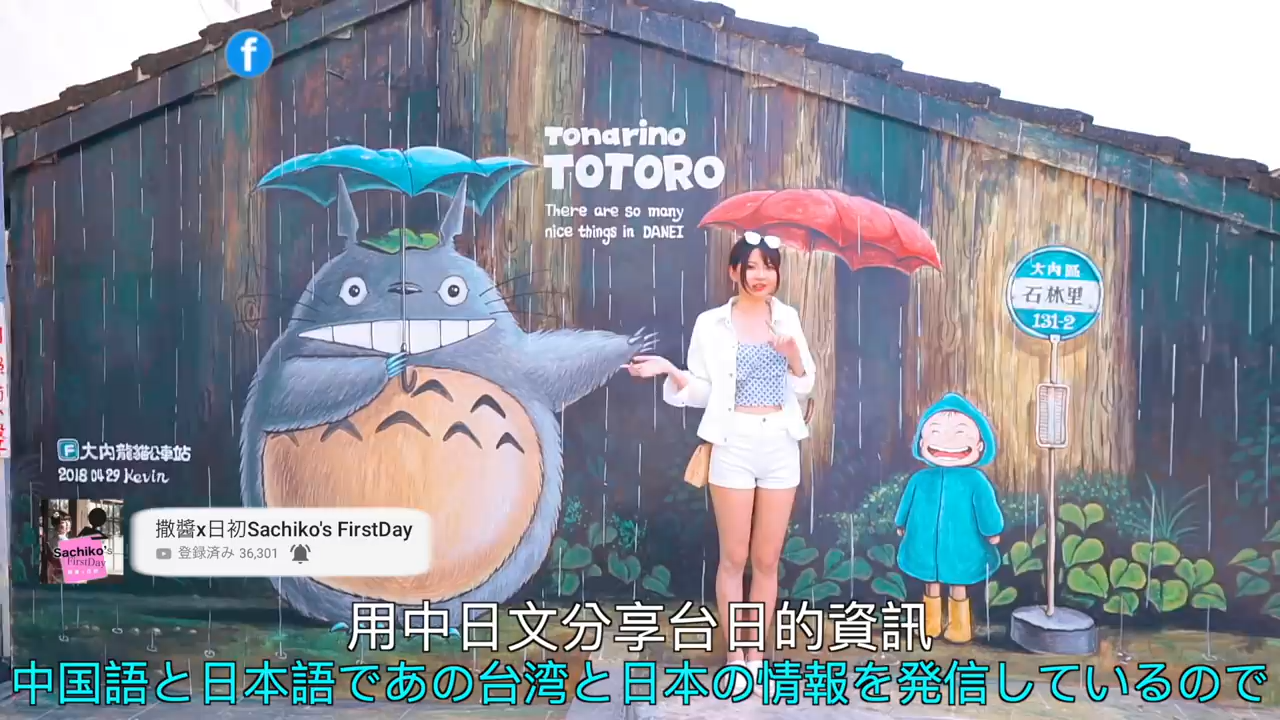 f
Tonarino
TOTORO
There are so many
nice things in DANEI
大內區
石林里
131-2
F 大內龍貓公車站
2018 04 29 Kevin
Sachiko's
FirstDay
撒醬x日初Sachiko's FirstDay
登録済み 36,301
用中日文分享台日的資訊
中国語と日本語であの台湾と日本の情報を発信しているので